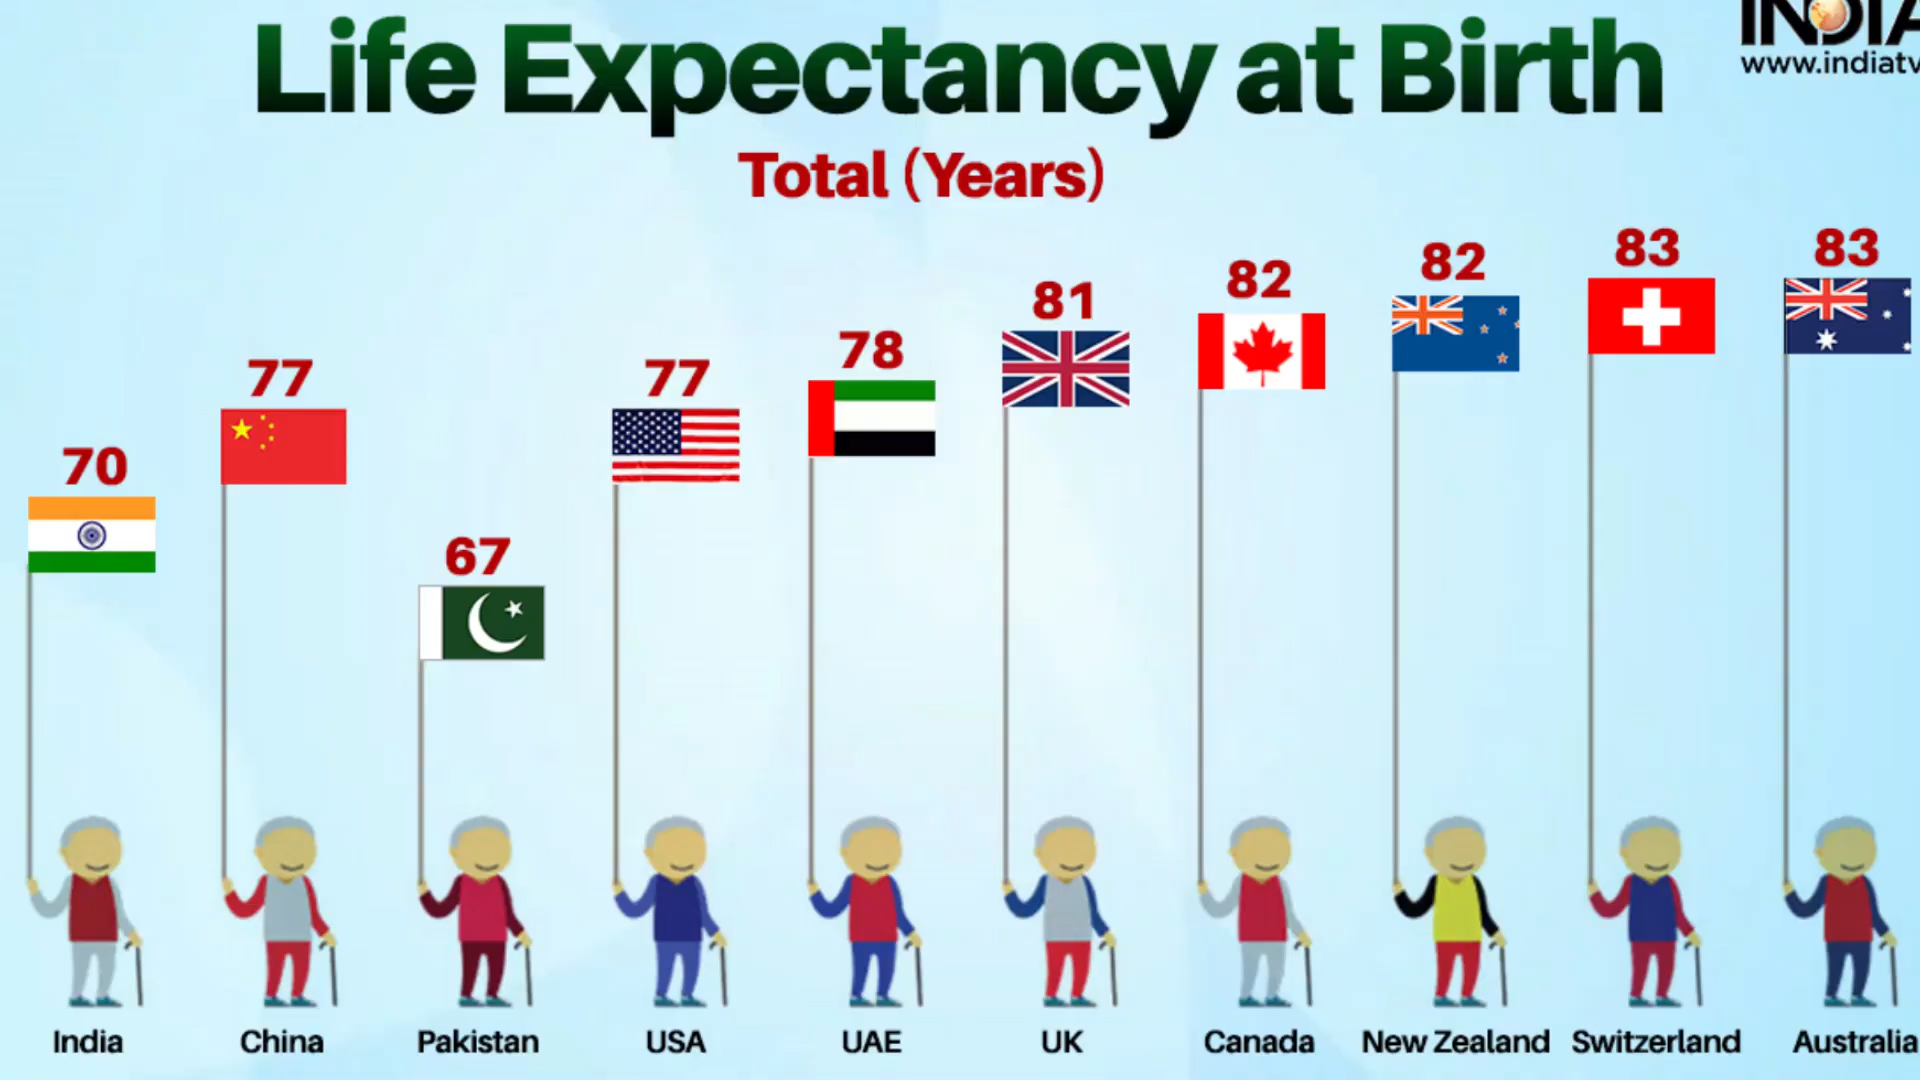 Life Expectancy at Birth
Total (Years)
INDIA
www.indiatv
70
77
67
77
78
81
82
82
83
83
India
China
Pakistan
USA
UAE
UK
Canada
New Zealand
Switzerland
Australia